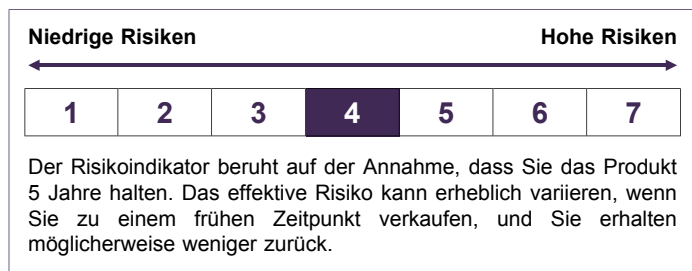 Niedrige Risiken Hohe Risiken
1 2 3 4 5 6 7
Der Risikoindikator beruht auf der Annahme, dass Sie das Produkt
5 Jahre halten. Das effektive Risiko kann erheblich variieren, wenn
Sie zu einem frühen Zeitpunkt verkaufen, und Sie erhalten
möglicherweise weniger zurück.